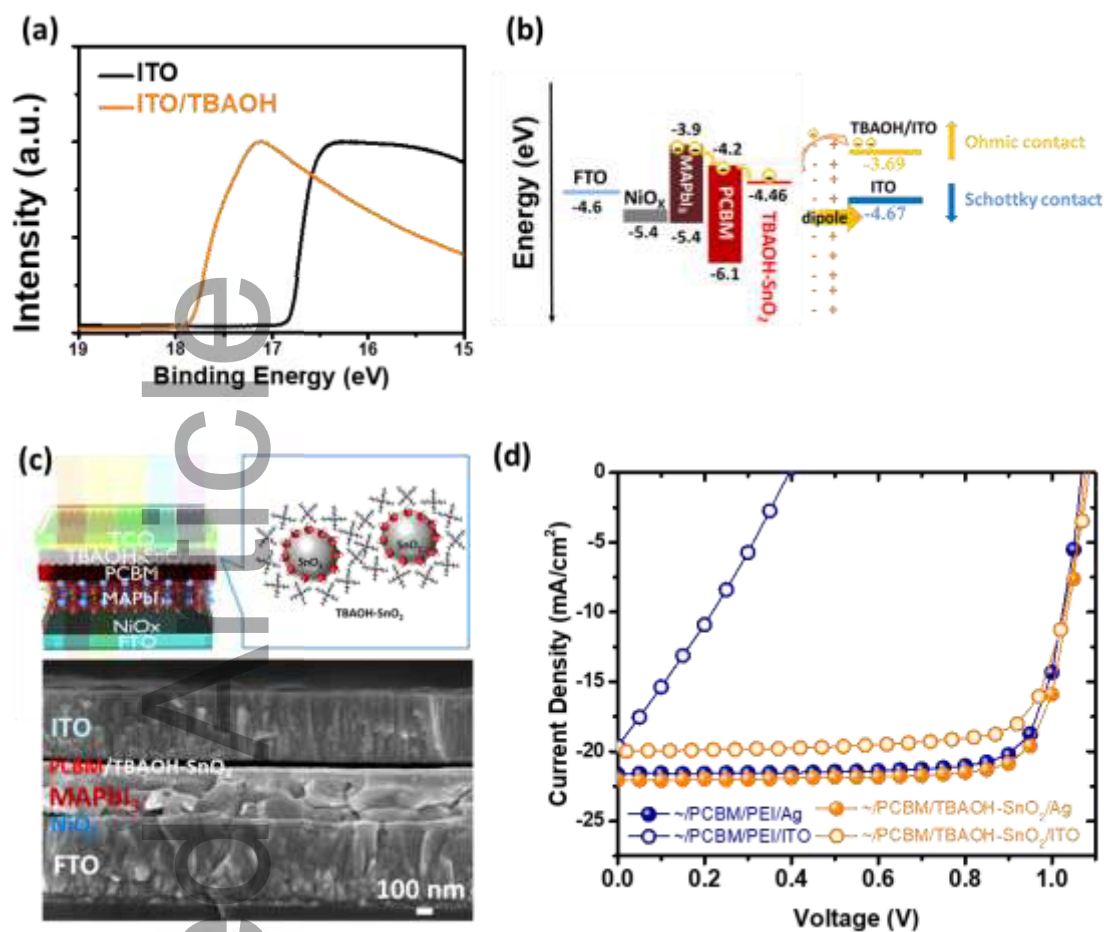 (a)
ITO
ITO/TBAOH
Intensity (a.u.)
19 18 17 16 15
Binding Energy (eV)
(b)
Energy (eV)
FTO
-4.6
NiOₓ
-5.4
-3.9
MAPbI₃
-5.4
-4.2
PCBM
-6.1
-4.46
TBAOH-SnO₂
dipole
TBAOH/ITO
-3.69
ITO
-4.67
Ohmic contact
Schottky contact
(c)
TCO
PCBM
MAPbI₃
NiOx
FTO
SnO₂
SnO₂
TBAOH-SnO₂
ITO
PCBM/TBAOH-SnO₂
MAPbI₃
FTO
100 nm
(d)
Current Density (mA/cm²)
0
-5
-10
-15
-20
-25
~/PCBM/PEI/Ag
~/PCBM/TBAOH-SnO₂/Ag
~/PCBM/PEI/ITO
~/PCBM/TBAOH-SnO₂/ITO
0.0 0.2 0.4 0.6 0.8 1.0
Voltage (V)
Article